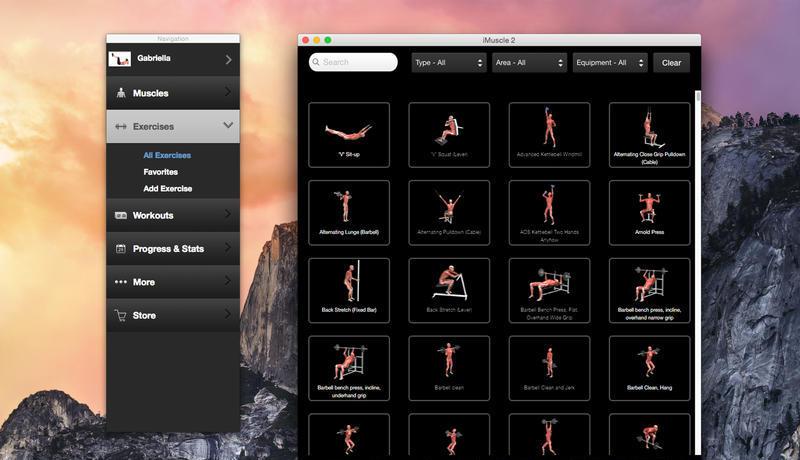 Navigation
Gabriella
Muscles
Exercises
All Exercises
Favorites
Add Exercise
Workouts
Progress & Stats
More
Store
iMuscle 2
Search
Type - All
Area - All
Equipment - All
Clear
"V" Sit-up
"V" Squat (Lever)
Advanced Kettlebell Windmill
Alternating Close Grip Pulldown
(Cable)
Alternating Lunge (Barbell)
Alternating Pulldown (Cable)
AOS Kettlebell Two Hands
Anyhow
Arnold Press
Back Stretch (Fixed Bar)
Back Stretch (Lever)
Barbell Bench Press, Flat,
Overhand Wide Grip
Barbell bench press, incline,
overhand narrow grip
Barbell bench press, incline,
underhand grip
Barbell clean
Barbell Clean and Jerk
Barbell Clean, Hang